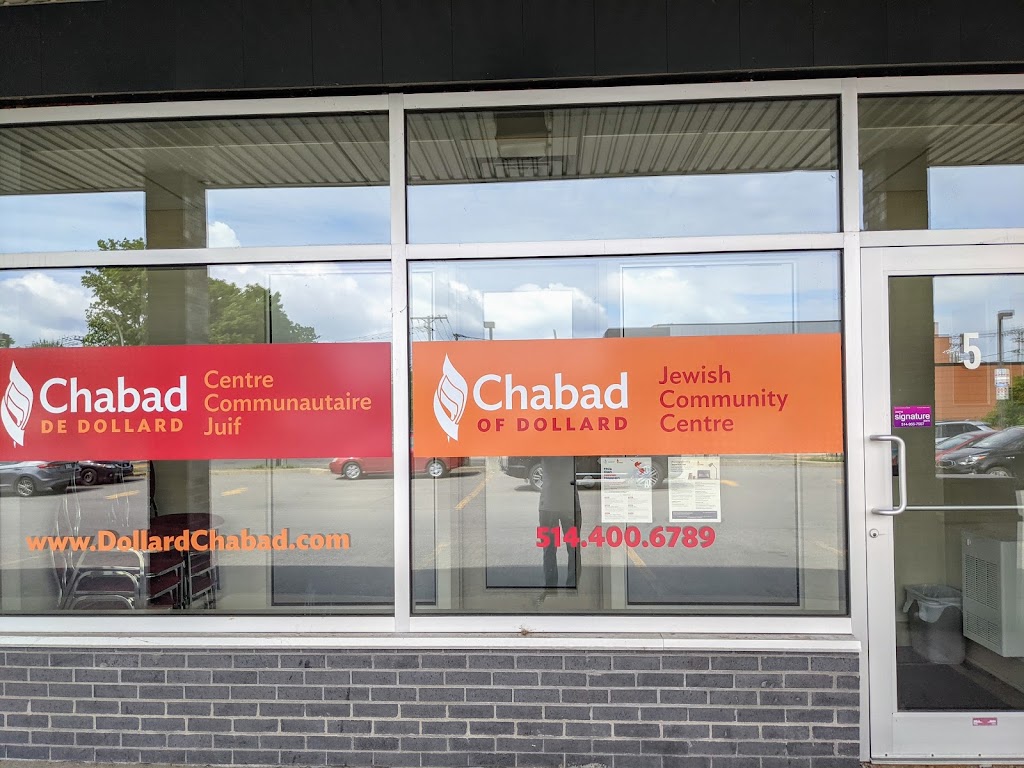 Chabad
DE DOLLARD
Centre
Communautaire
Juif
www.DollardChabad.com
Chabad
OF DOLLARD
Jewish
Community
Centre
514.400.6789
5
signature